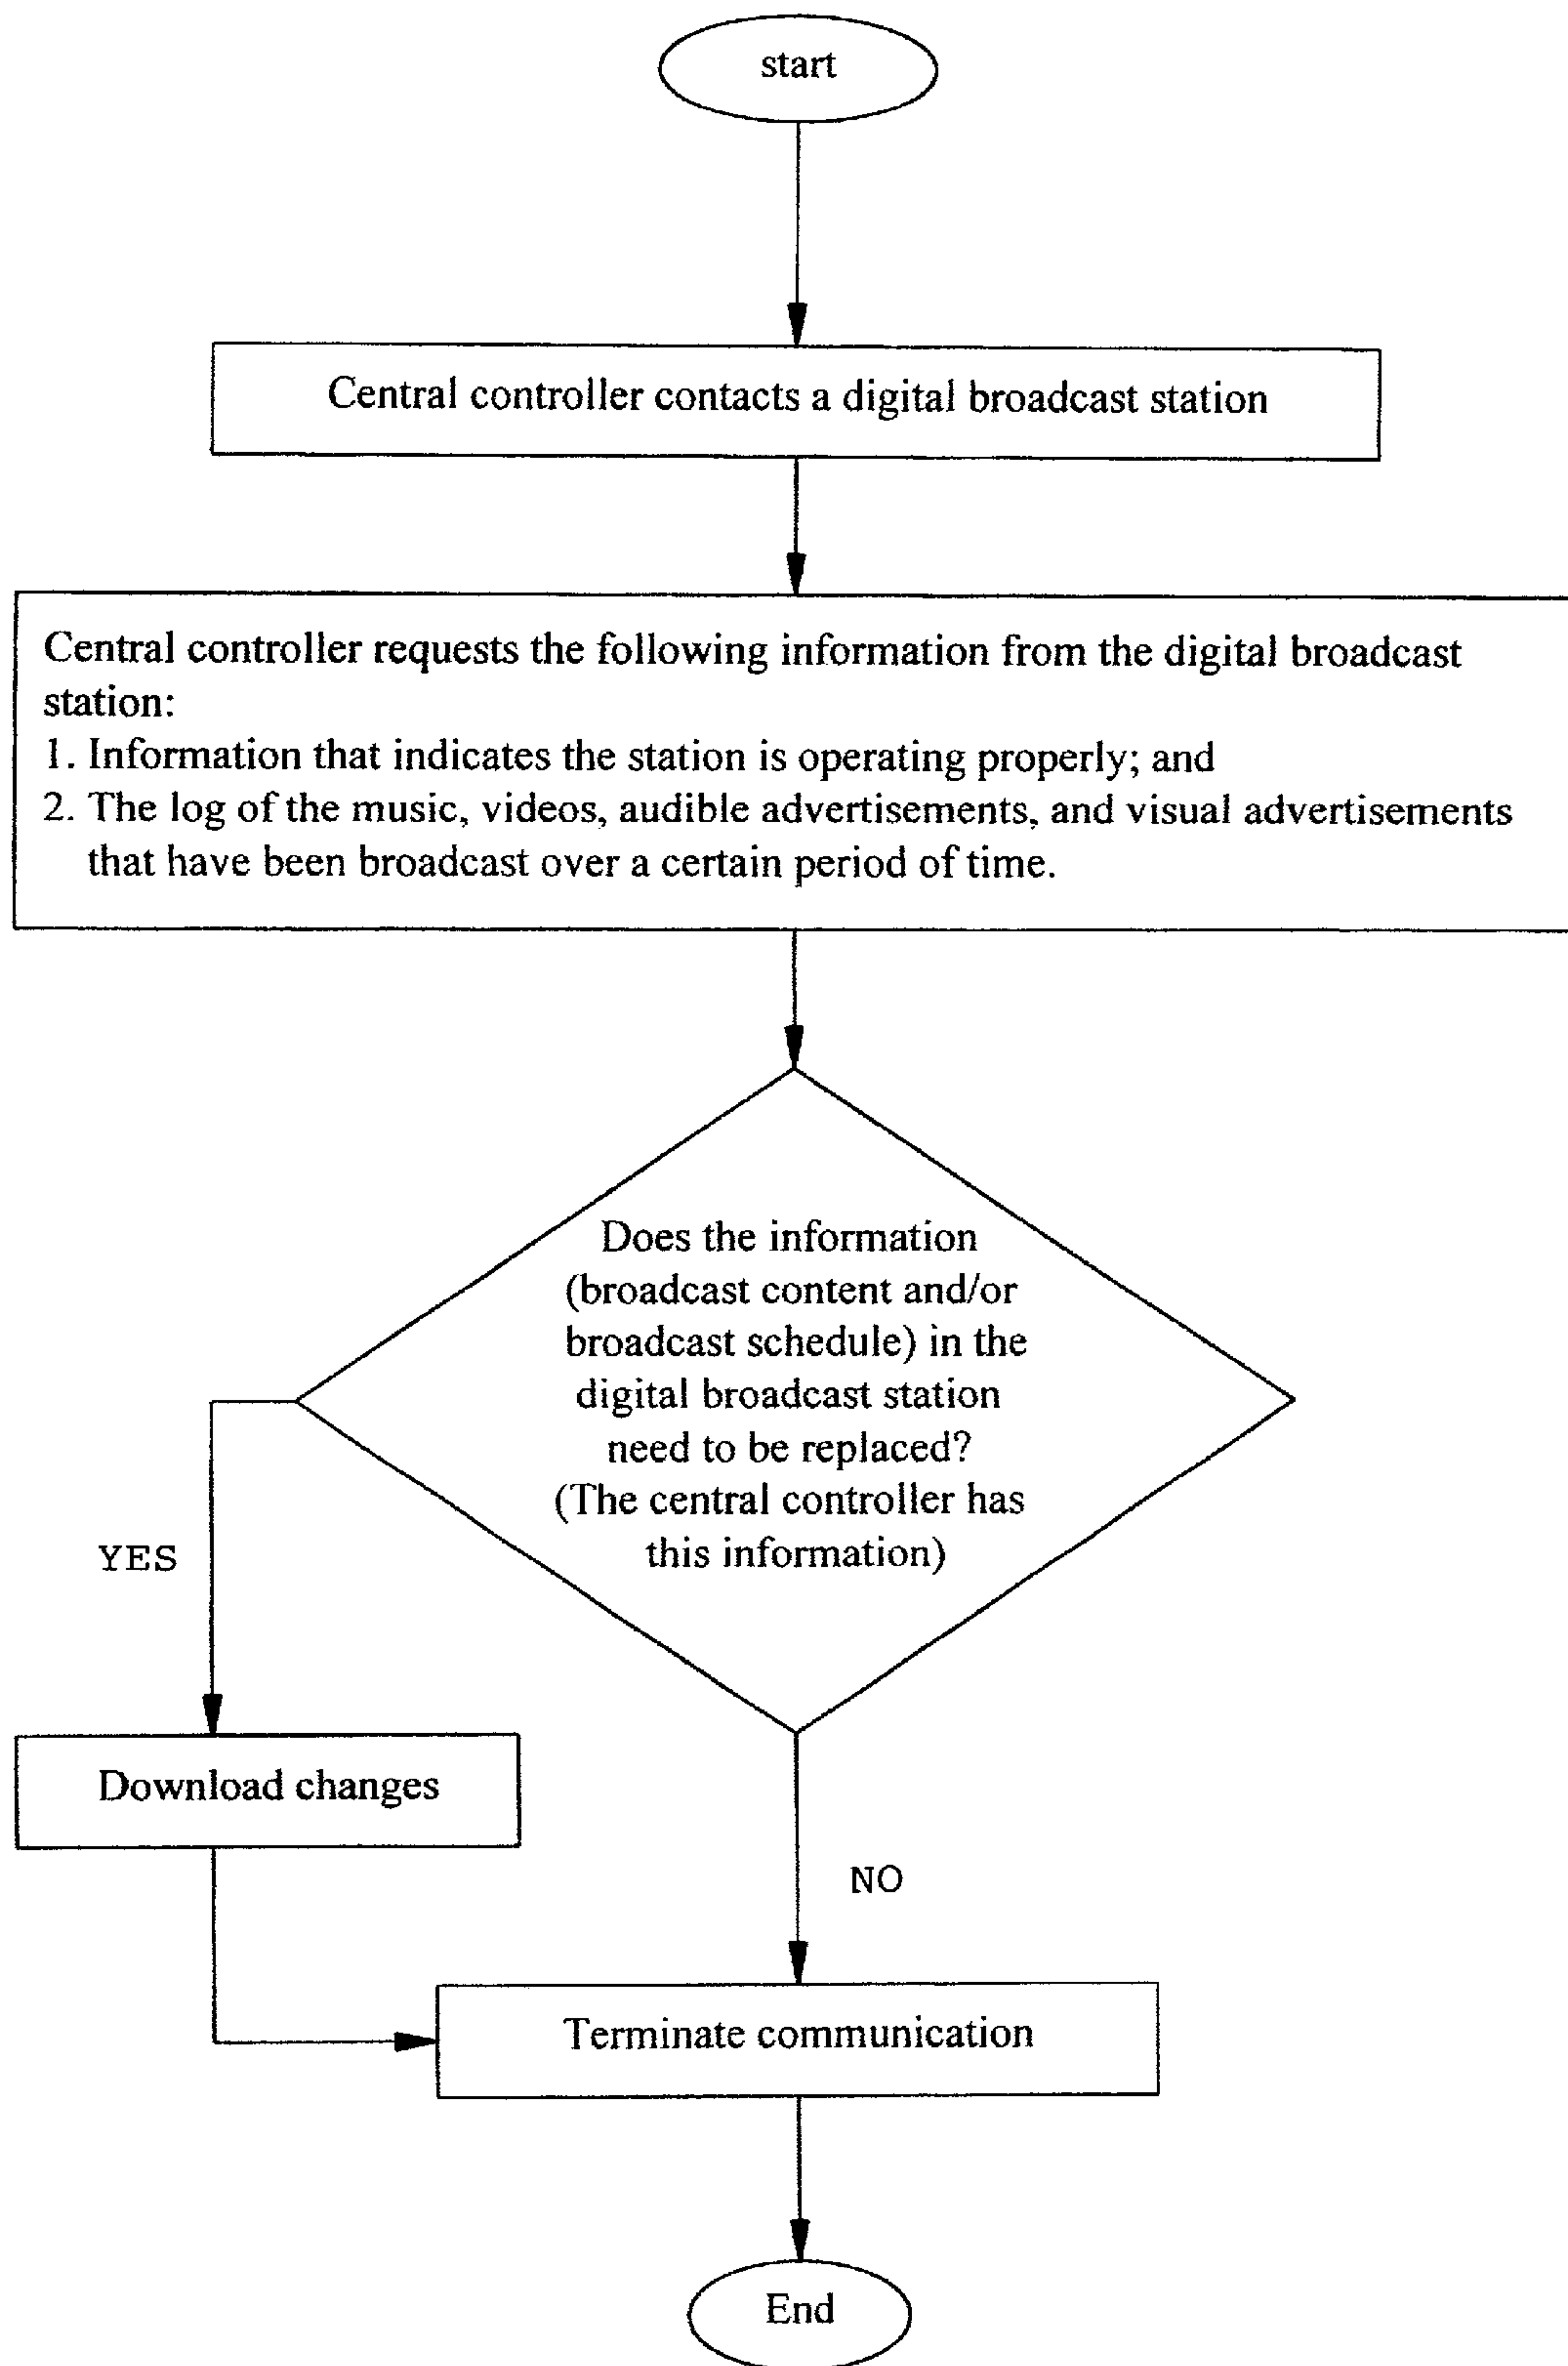 start
Central controller contacts a digital broadcast station
Central controller requests the following information from the digital broadcast
station:
1. Information that indicates the station is operating properly; and
2. The log of the music, videos, audible advertisements, and visual advertisements
that have been broadcast over a certain period of time.
Does the information
(broadcast content and/or
broadcast schedule) in the
digital broadcast station
need to be replaced?
(The central controller has
this information)
YES
Download changes
NO
Terminate communication
End